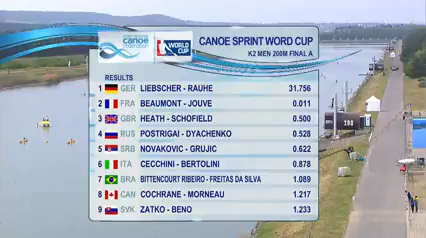 canoe
WORLD
CUP
CANOE SPRINT WORD CUP
K2 MEN 200M FINAL A
RESULTS
1 GER LIEBSCHER - RAUHE 31.756
2 FRA BEAUMONT - JOUVE 0.011
3 GBR HEATH - SCHOFIELD 0.500
4 RUS POSTRIGAI - DYACHENKO 0.528
5 SRB NOVAKOVIC - GRUJIC 0.622
6 ITA CECCHINI - BERTOLINI 0.878
7 BRA BITTENCOURT RIBEIRO - FREITAS DA SILVA 1.089
8 CAN COCHRANE - MORNEAU 1.217
9 SVK ZATKO - BENO 1.233
200